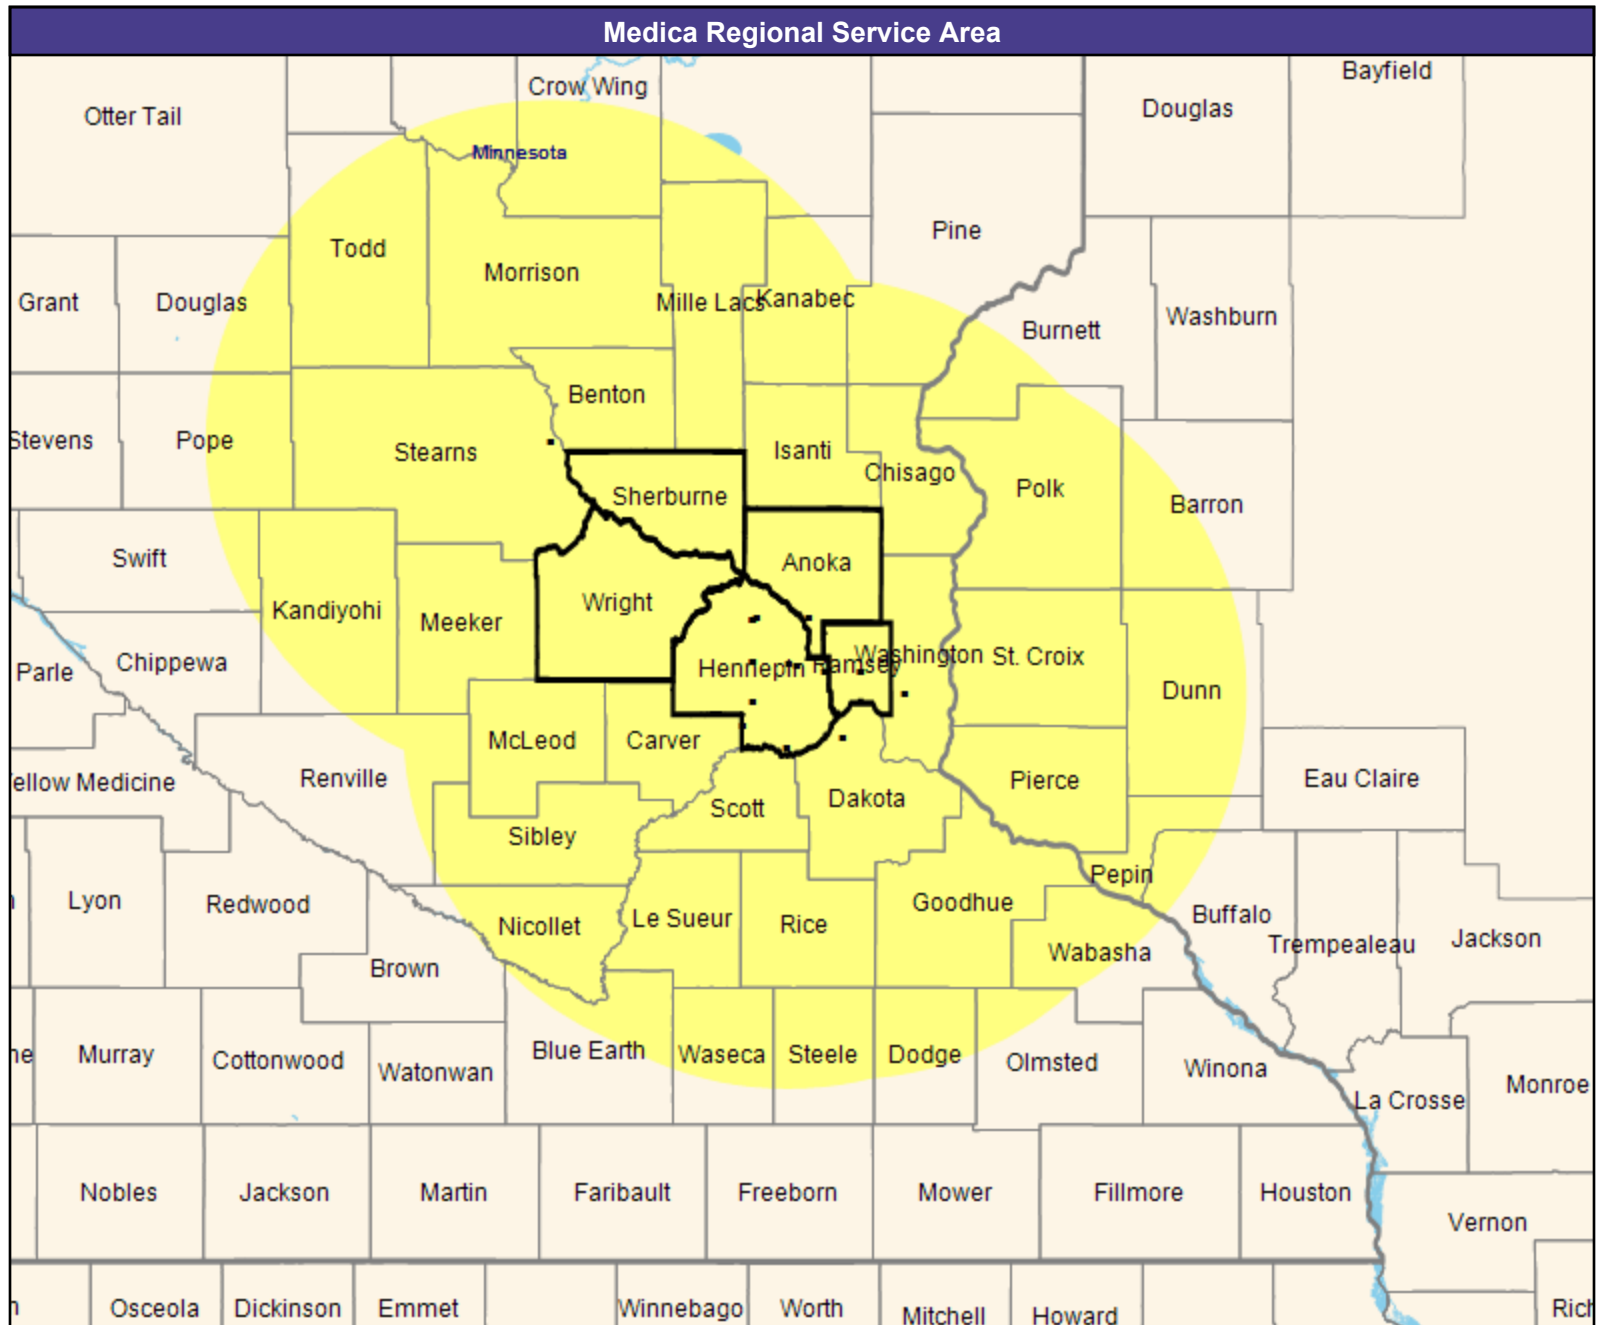 Medica Regional Service Area
Bayfield
Crow Wing
Douglas
Otter Tail
Minnesota
Pine
Todd
Morrison
Grant
Douglas
Mille Lacs
Kanabec
Washburn
Burnett
Benton
Stevens
Pope
Stearns
Isanti
Chisago
Polk
Sherburne
Barron
Swift
Anoka
Wright
Kandiyohi
Meeker
Parle
Chippewa
Hennepin
Ramsey
Washington
St. Croix
Dunn
McLeod
Carver
ellow Medicine
Renville
Pierce
Eau Claire
Scott
Dakota
Sibley
Pepin
Lyon
Redwood
Goodhue
Nicollet
Le Sueur
Rice
Buffalo
Trempealeau
Jackson
Wabasha
Brown
ne
Murray
Cottonwood
Watonwan
Blue Earth
Waseca
Steele
Dodge
Olmsted
Winona
La Crosse
Monroe
Nobles
Jackson
Martin
Faribault
Freeborn
Mower
Fillmore
Houston
Vernon
Osceola
Dickinson
Emmet
Winnebago
Worth
Mitchell
Howard
Rich